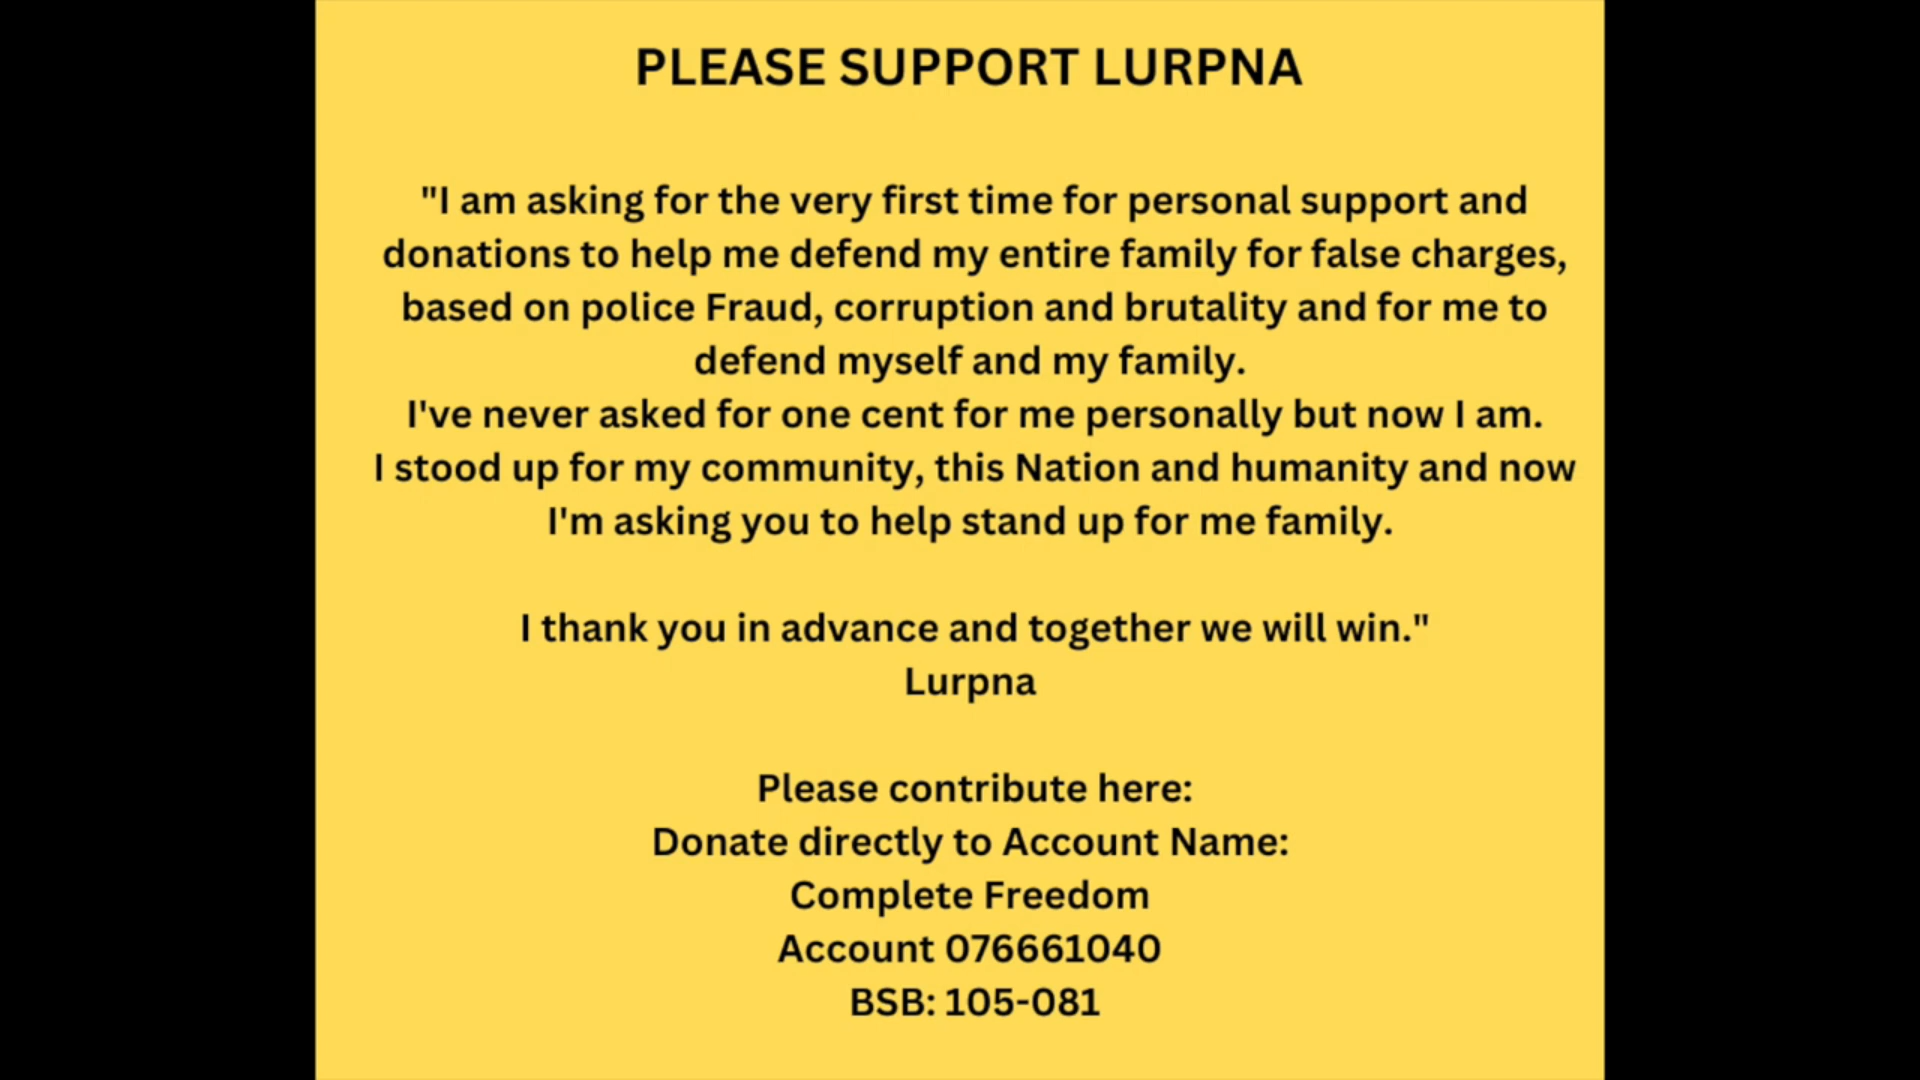 PLEASE SUPPORT LURPNA
"I am asking for the very first time for personal support and
donations to help me defend my entire family for false charges,
based on police Fraud, corruption and brutality and for me to
defend myself and my family.
I've never asked for one cent for me personally but now I am.
I stood up for my community, this Nation and humanity and now
I'm asking you to help stand up for me family.
I thank you in advance and together we will win."
Lurpna
Please contribute here:
Donate directly to Account Name:
Complete Freedom
Account 076661040
BSB: 105-081